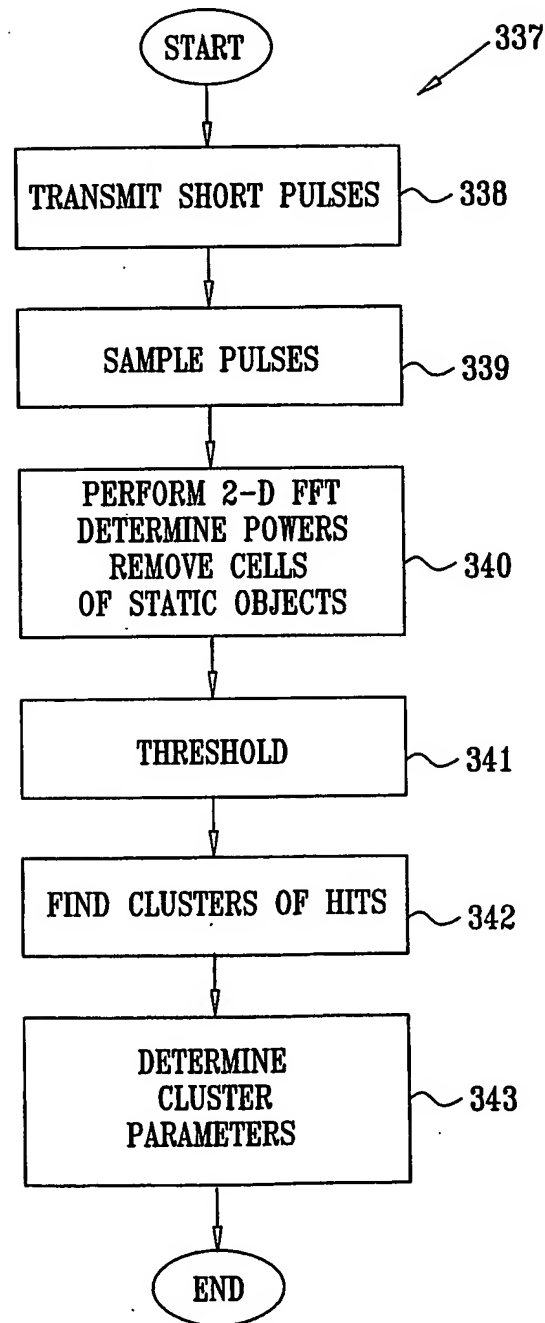 START
337
TRANSMIT SHORT PULSES
338
SAMPLE PULSES
339
PERFORM 2-D FFT
DETERMINE POWERS
REMOVE CELLS
OF STATIC OBJECTS
340
THRESHOLD
341
FIND CLUSTERS OF HITS
342
DETERMINE
CLUSTER
PARAMETERS
343
END